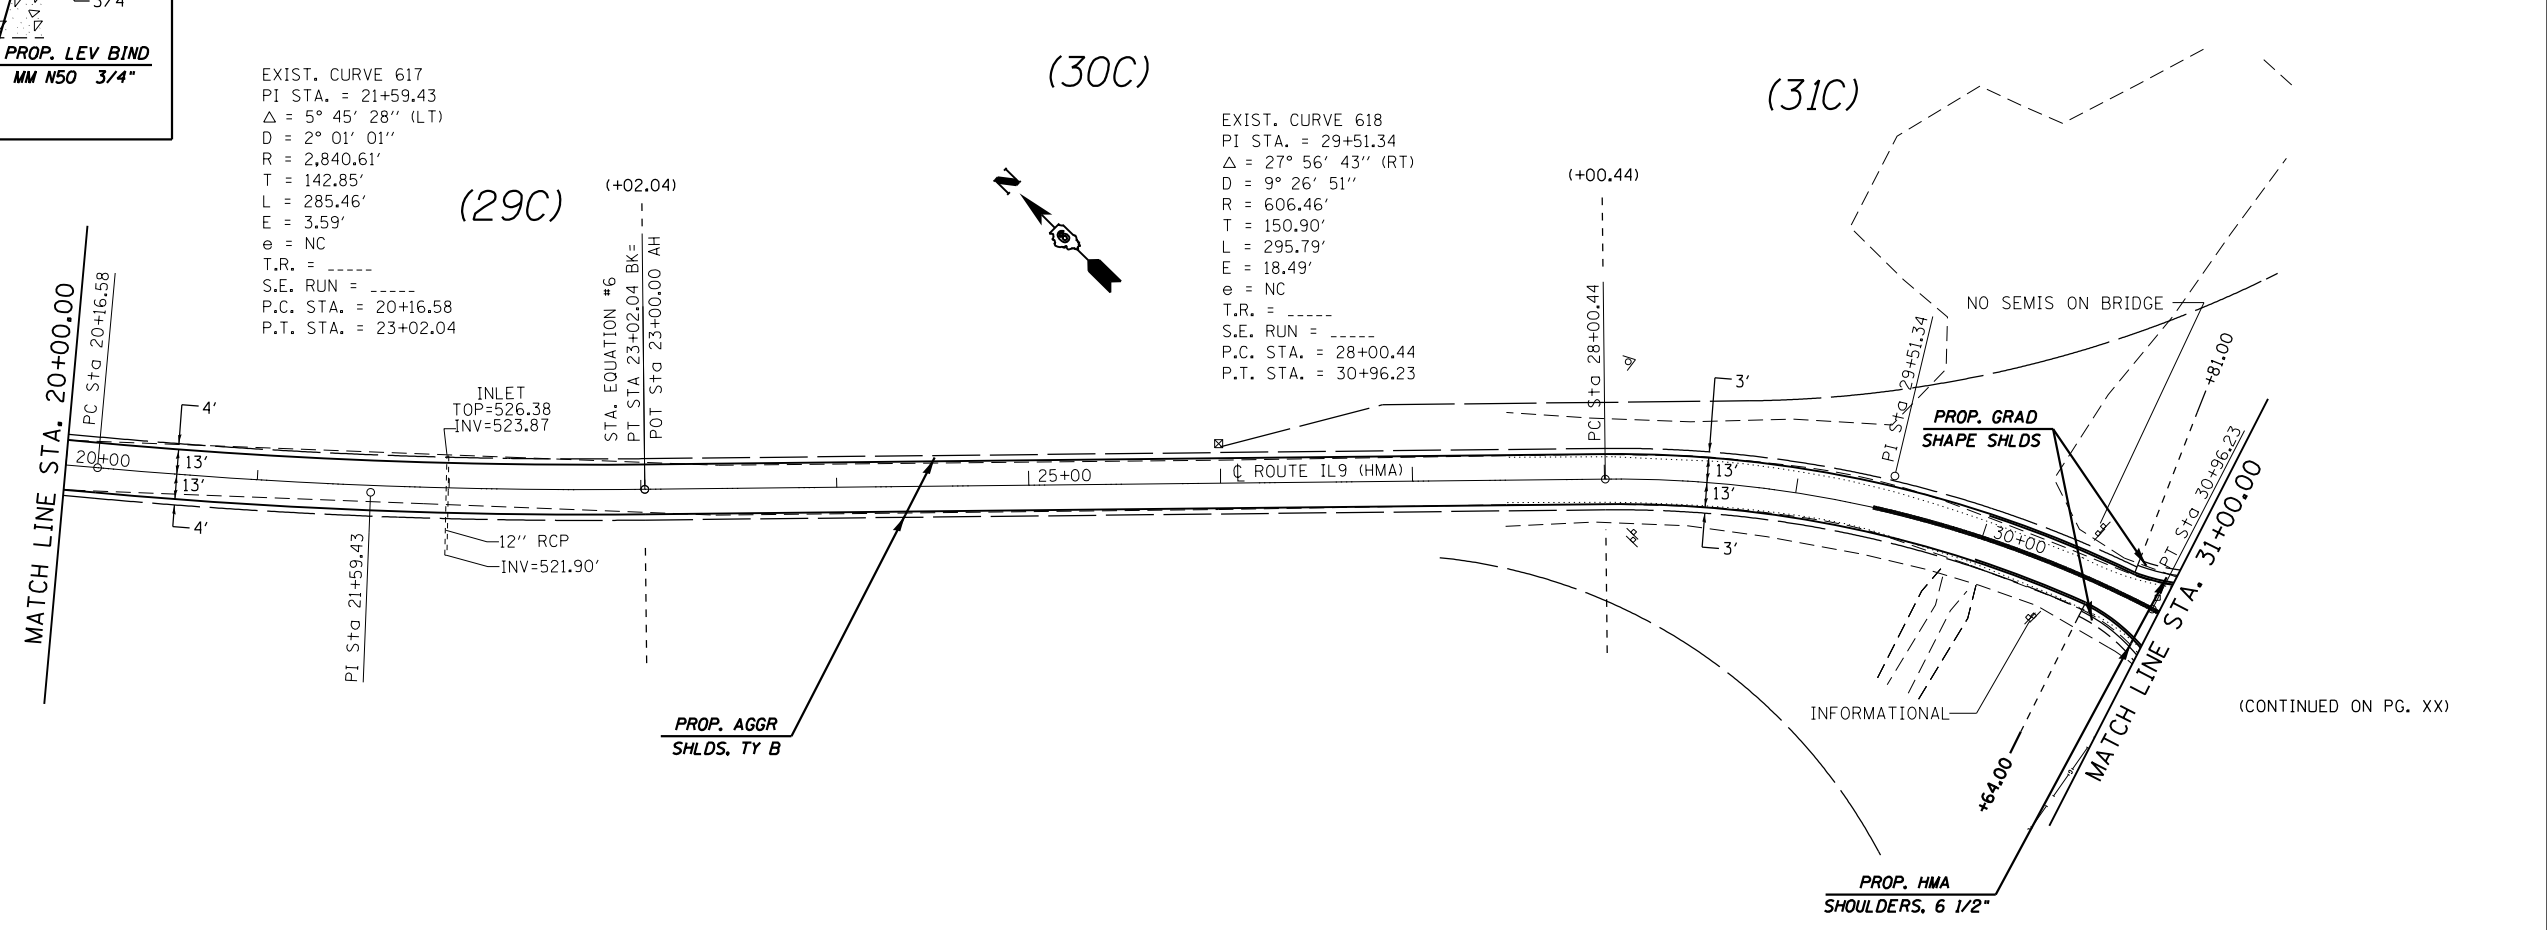 3/4
PROP. LEV BIND
MM N50 3/4"
EXIST. CURVE 617
PI STA. = 21+59.43
△ = 5° 45' 28'' (LT)
D = 2° 01' 01''
R = 2,840.61'
T = 142.85'
L = 285.46'
E = 3.59'
e = NC
T.R. = _____
S.E. RUN = _____
P.C. STA. = 20+16.58
P.T. STA. = 23+02.04
(29C)
(30C)
(31C)
(+02.04)
STA. EQUATION #6
PT STA 23+02.04 BK=
POT Sta 23+00.00 AH
N
EXIST. CURVE 618
PI STA. = 29+51.34
△ = 27° 56' 43'' (RT)
D = 9° 26' 51''
R = 606.46'
T = 150.90'
L = 295.79'
E = 18.49'
e = NC
T.R. = _____
S.E. RUN = _____
P.C. STA. = 28+00.44
P.T. STA. = 30+96.23
(+00.44)
PC Sta 28+00.44
PI Sta 29+51.34
NO SEMIS ON BRIDGE
+81.00
PROP. GRAD
SHAPE SHLDS
PT Sta 30+96.23
MATCH LINE STA. 31+00.00
MATCH LINE STA. 20+00.00
PC Sta 20+16.58
4'
INLET
TOP=526.38
INV=523.87
20+00
13'
13'
4'
PI Sta 21+59.43
12'' RCP
INV=521.90'
25+00
℄ ROUTE IL9 (HMA)
3'
13'
13'
3'
30+00
PROP. AGGR
SHLDS, TY B
INFORMATIONAL
+64.00
(CONTINUED ON PG. XX)
PROP. HMA
SHOULDERS, 6 1/2"